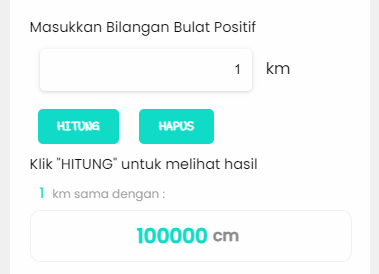 Masukkan Bilangan Bulat Positif
1 km
HITUNG HAPUS
Klik "HITUNG" untuk melihat hasil
1 km sama dengan :
100000 cm